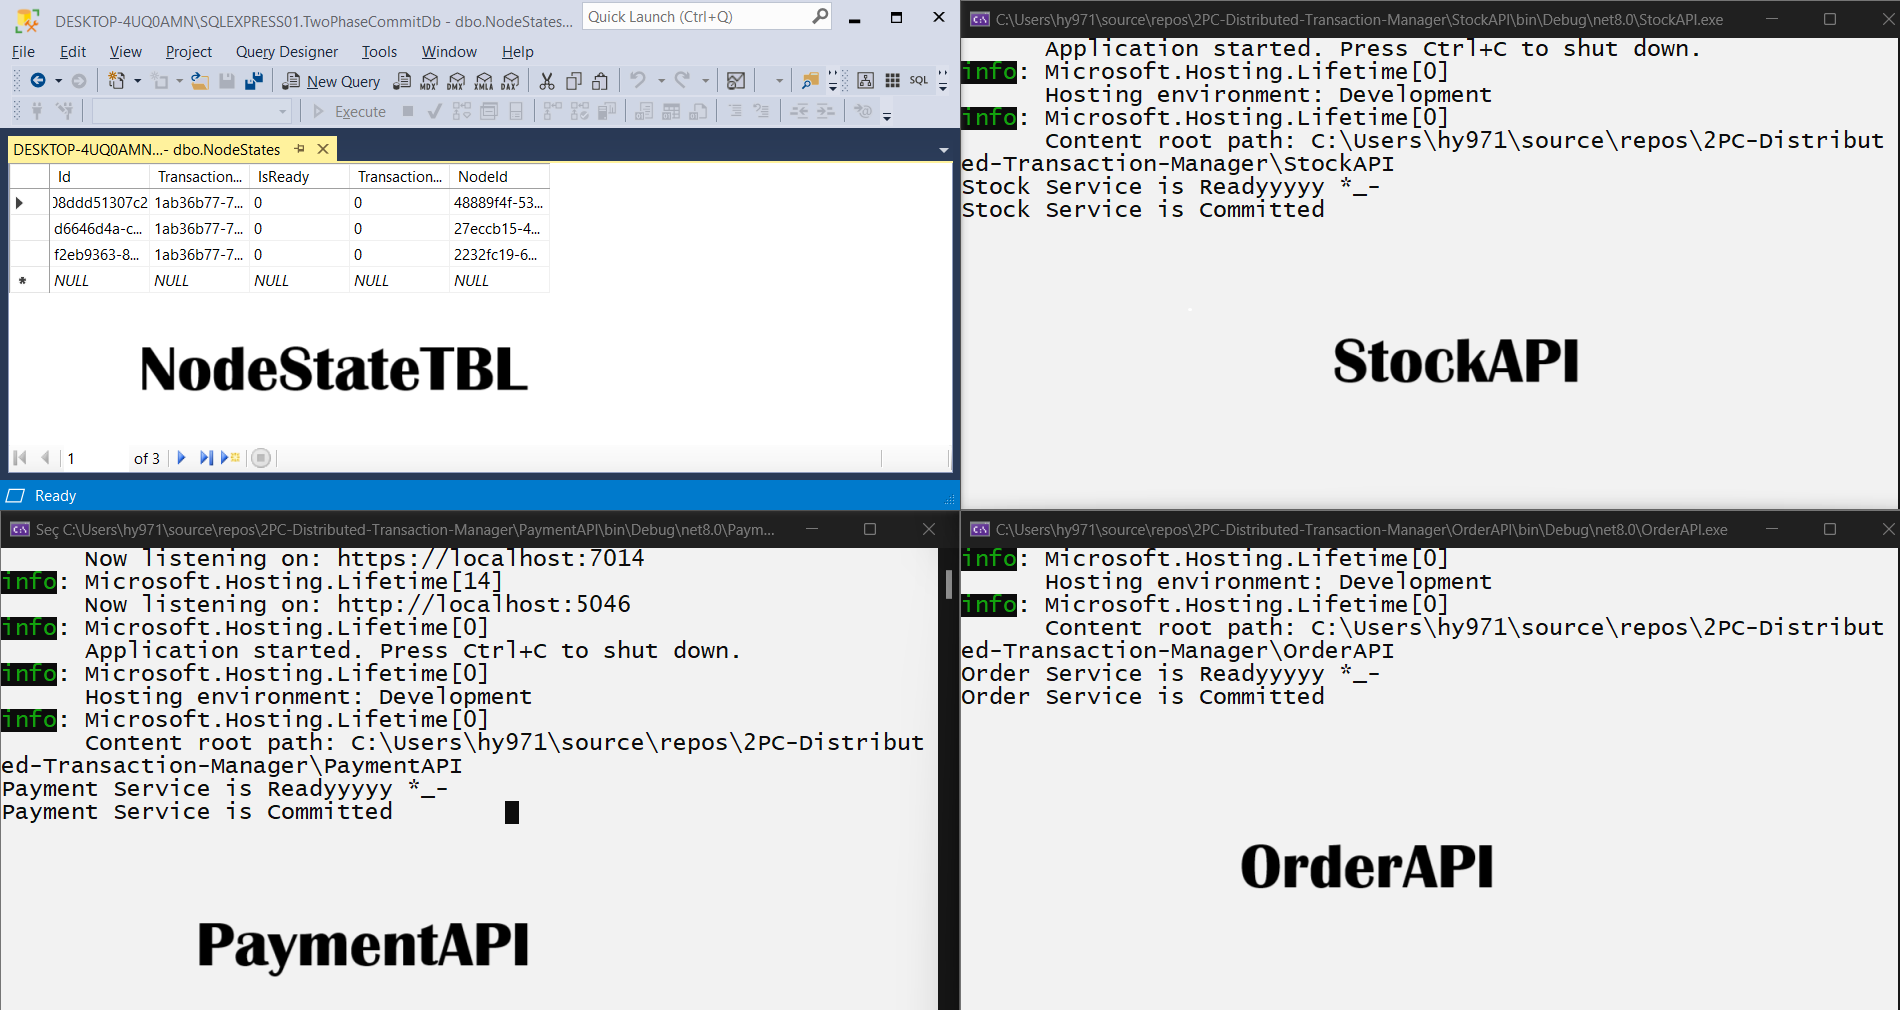 DESKTOP-4UQ0AMN\SQLEXPRESS01.TwoPhaseCommitDb - dbo.NodeStates...
Quick Launch (Ctrl+Q)
File Edit View Project Query Designer Tools Window Help
New Query MDX DMX XMLA DAX SQL
Execute
DESKTOP-4UQ0AMN...- dbo.NodeStates
Id Transaction... IsReady Transaction... NodeId
08ddd51307c2 1ab36b77-7... 0 0 48889f4f-53...
d6646d4a-c... 1ab36b77-7... 0 0 27eccb15-4...
f2eb9363-8... 1ab36b77-7... 0 0 2232fc19-6...
NULL NULL NULL NULL NULL
NodeStateTBL
1 of 3
Ready
C:\Users\hy971\source\repos\2PC-Distributed-Transaction-Manager\StockAPI\bin\Debug\net8.0\StockAPI.exe
Application started. Press Ctrl+C to shut down.
info: Microsoft.Hosting.Lifetime[0]
Hosting environment: Development
info: Microsoft.Hosting.Lifetime[0]
Content root path: C:\Users\hy971\source\repos\2PC-Distribut
ed-Transaction-Manager\StockAPI
Stock Service is Readyyyyy *_-
Stock Service is Committed
StockAPI
Seç C:\Users\hy971\source\repos\2PC-Distributed-Transaction-Manager\PaymentAPI\bin\Debug\net8.0\Paym...
Now listening on: https://localhost:7014
info: Microsoft.Hosting.Lifetime[14]
Now listening on: http://localhost:5046
info: Microsoft.Hosting.Lifetime[0]
Application started. Press Ctrl+C to shut down.
info: Microsoft.Hosting.Lifetime[0]
Hosting environment: Development
info: Microsoft.Hosting.Lifetime[0]
Content root path: C:\Users\hy971\source\repos\2PC-Distribut
ed-Transaction-Manager\PaymentAPI
Payment Service is Readyyyyy *_-
Payment Service is Committed
PaymentAPI
C:\Users\hy971\source\repos\2PC-Distributed-Transaction-Manager\OrderAPI\bin\Debug\net8.0\OrderAPI.exe
info: Microsoft.Hosting.Lifetime[0]
Hosting environment: Development
info: Microsoft.Hosting.Lifetime[0]
Content root path: C:\Users\hy971\source\repos\2PC-Distribut
ed-Transaction-Manager\OrderAPI
Order Service is Readyyyyy *_-
Order Service is Committed
OrderAPI